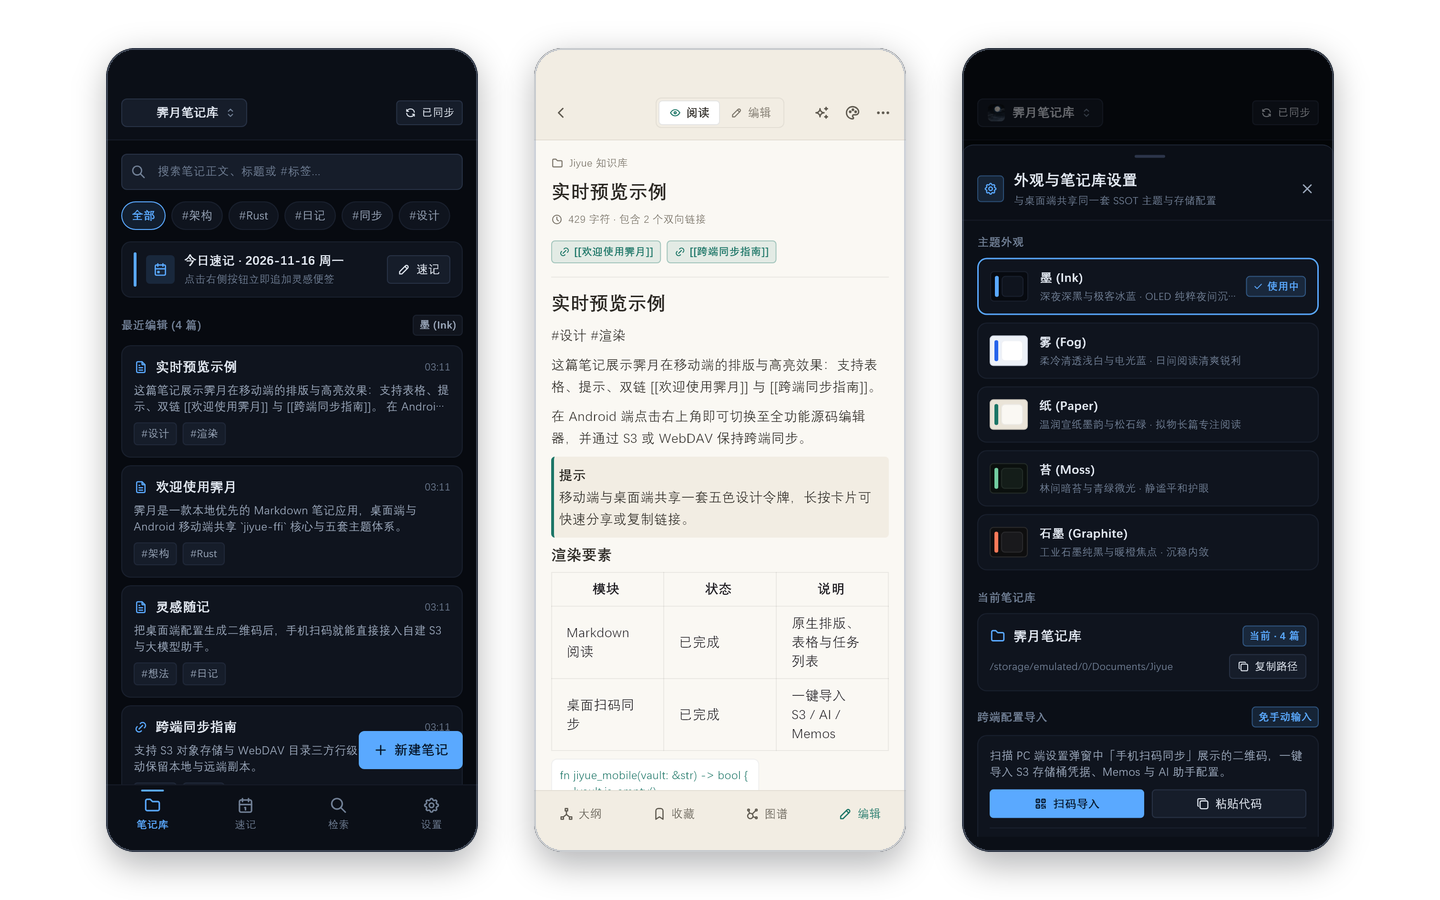 霁月笔记库
已同步
搜索笔记正文、标题或 #标签...
全部
#架构
#Rust
#日记
#同步
#设计
今日速记 · 2026-11-16 周一
点击右侧按钮立即追加灵感便签
速记
最近编辑 (4 篇)
墨 (Ink)
实时预览示例
03:11
这篇笔记展示霁月在移动端的排版与高亮效果：支持表格、提
示、双链 [[欢迎使用霁月]] 与 [[跨端同步指南]]。 在 Androi...
#设计
#渲染
欢迎使用霁月
03:11
霁月是一款本地优先的 Markdown 笔记应用，桌面端与
Android 移动端共享 `jiyue-ffi` 核心与五套主题体系。
#架构
#Rust
灵感随记
03:11
把桌面端配置生成二维码后，手机扫码就能直接接入自建 S3
与大模型助手。
#想法
#日记
跨端同步指南
03:11
支持 S3 对象存储与 WebDAV 目录三方行级
动保留本地与远端副本。
+ 新建笔记
笔记库
速记
检索
设置
阅读
编辑
Jiyue 知识库
实时预览示例
429 字符 · 包含 2 个双向链接
[[欢迎使用霁月]]
[[跨端同步指南]]
实时预览示例
#设计 #渲染
这篇笔记展示霁月在移动端的排版与高亮效果：支持表
格、提示、双链 [[欢迎使用霁月]] 与 [[跨端同步指南]]。
在 Android 端点击右上角即可切换至全功能源码编辑
器，并通过 S3 或 WebDAV 保持跨端同步。
提示
移动端与桌面端共享一套五色设计令牌，长按卡片可
快速分享或复制链接。
渲染要素
模块
状态
说明
Markdown
阅读
已完成
原生排版、
表格与任务
列表
桌面扫码同
步
已完成
一键导入
S3 / AI /
Memos
fn jiyue_mobile(vault: &str) -> bool {
大纲
收藏
图谱
编辑
霁月笔记库
已同步
外观与笔记库设置
与桌面端共享同一套 SSOT 主题与存储配置
主题外观
墨 (Ink)
深夜深黑与极客冰蓝 · OLED 纯粹夜间沉...
使用中
雾 (Fog)
柔冷清透浅白与电光蓝 · 日间阅读清爽锐利
纸 (Paper)
温润宣纸墨韵与松石绿 · 拟物长篇专注阅读
苔 (Moss)
林间暗苔与青绿微光 · 静谧平和护眼
石墨 (Graphite)
工业石墨纯黑与暖橙焦点 · 沉稳内敛
当前笔记库
霁月笔记库
当前 · 4 篇
/storage/emulated/0/Documents/Jiyue
复制路径
跨端配置导入
免手动输入
扫描 PC 端设置弹窗中「手机扫码同步」展示的二维码，一键
导入 S3 存储桶凭据、Memos 与 AI 助手配置。
扫码导入
粘贴代码